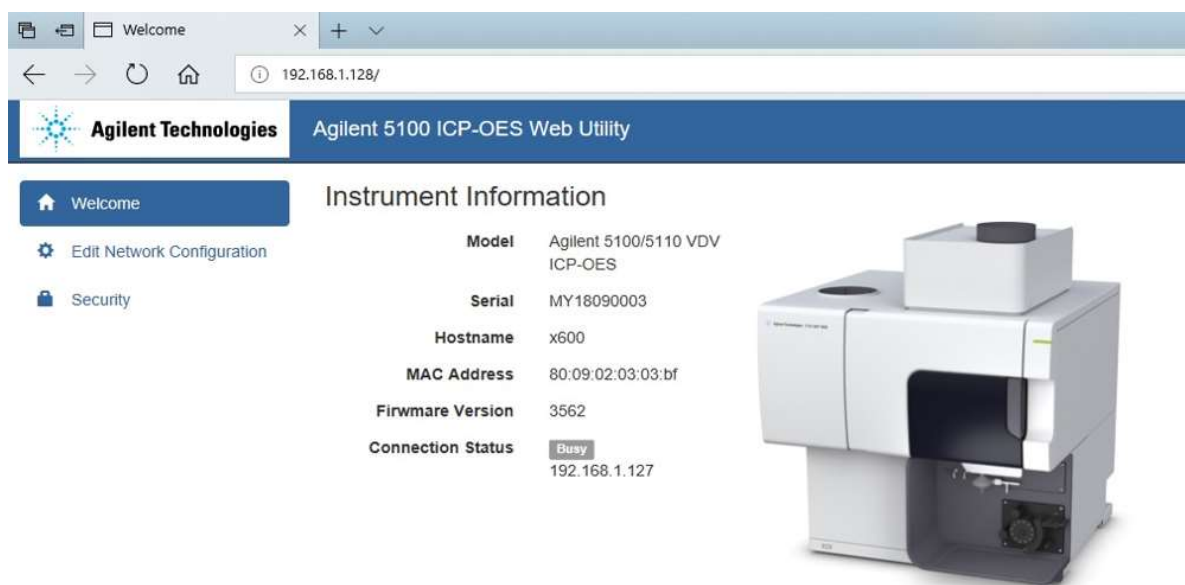 Welcome
192.168.1.128/
Agilent Technologies
Agilent 5100 ICP-OES Web Utility
Welcome
Edit Network Configuration
Security
Instrument Information
Model Agilent 5100/5110 VDV
ICP-OES
Serial MY18090003
Hostname x600
MAC Address 80:09:02:03:03:bf
Firwmare Version 3562
Connection Status Busy
192.168.1.127